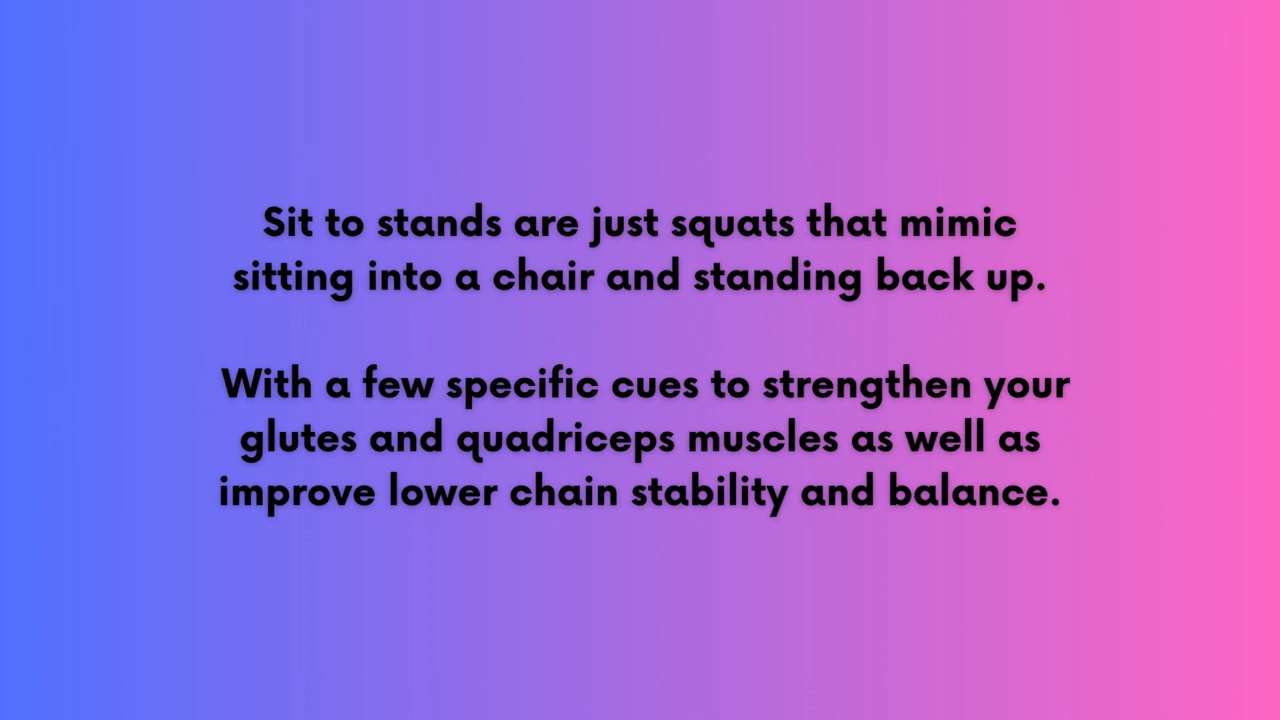 Sit to stands are just squats that mimic
sitting into a chair and standing back up.
With a few specific cues to strengthen your
glutes and quadriceps muscles as well as
improve lower chain stability and balance.